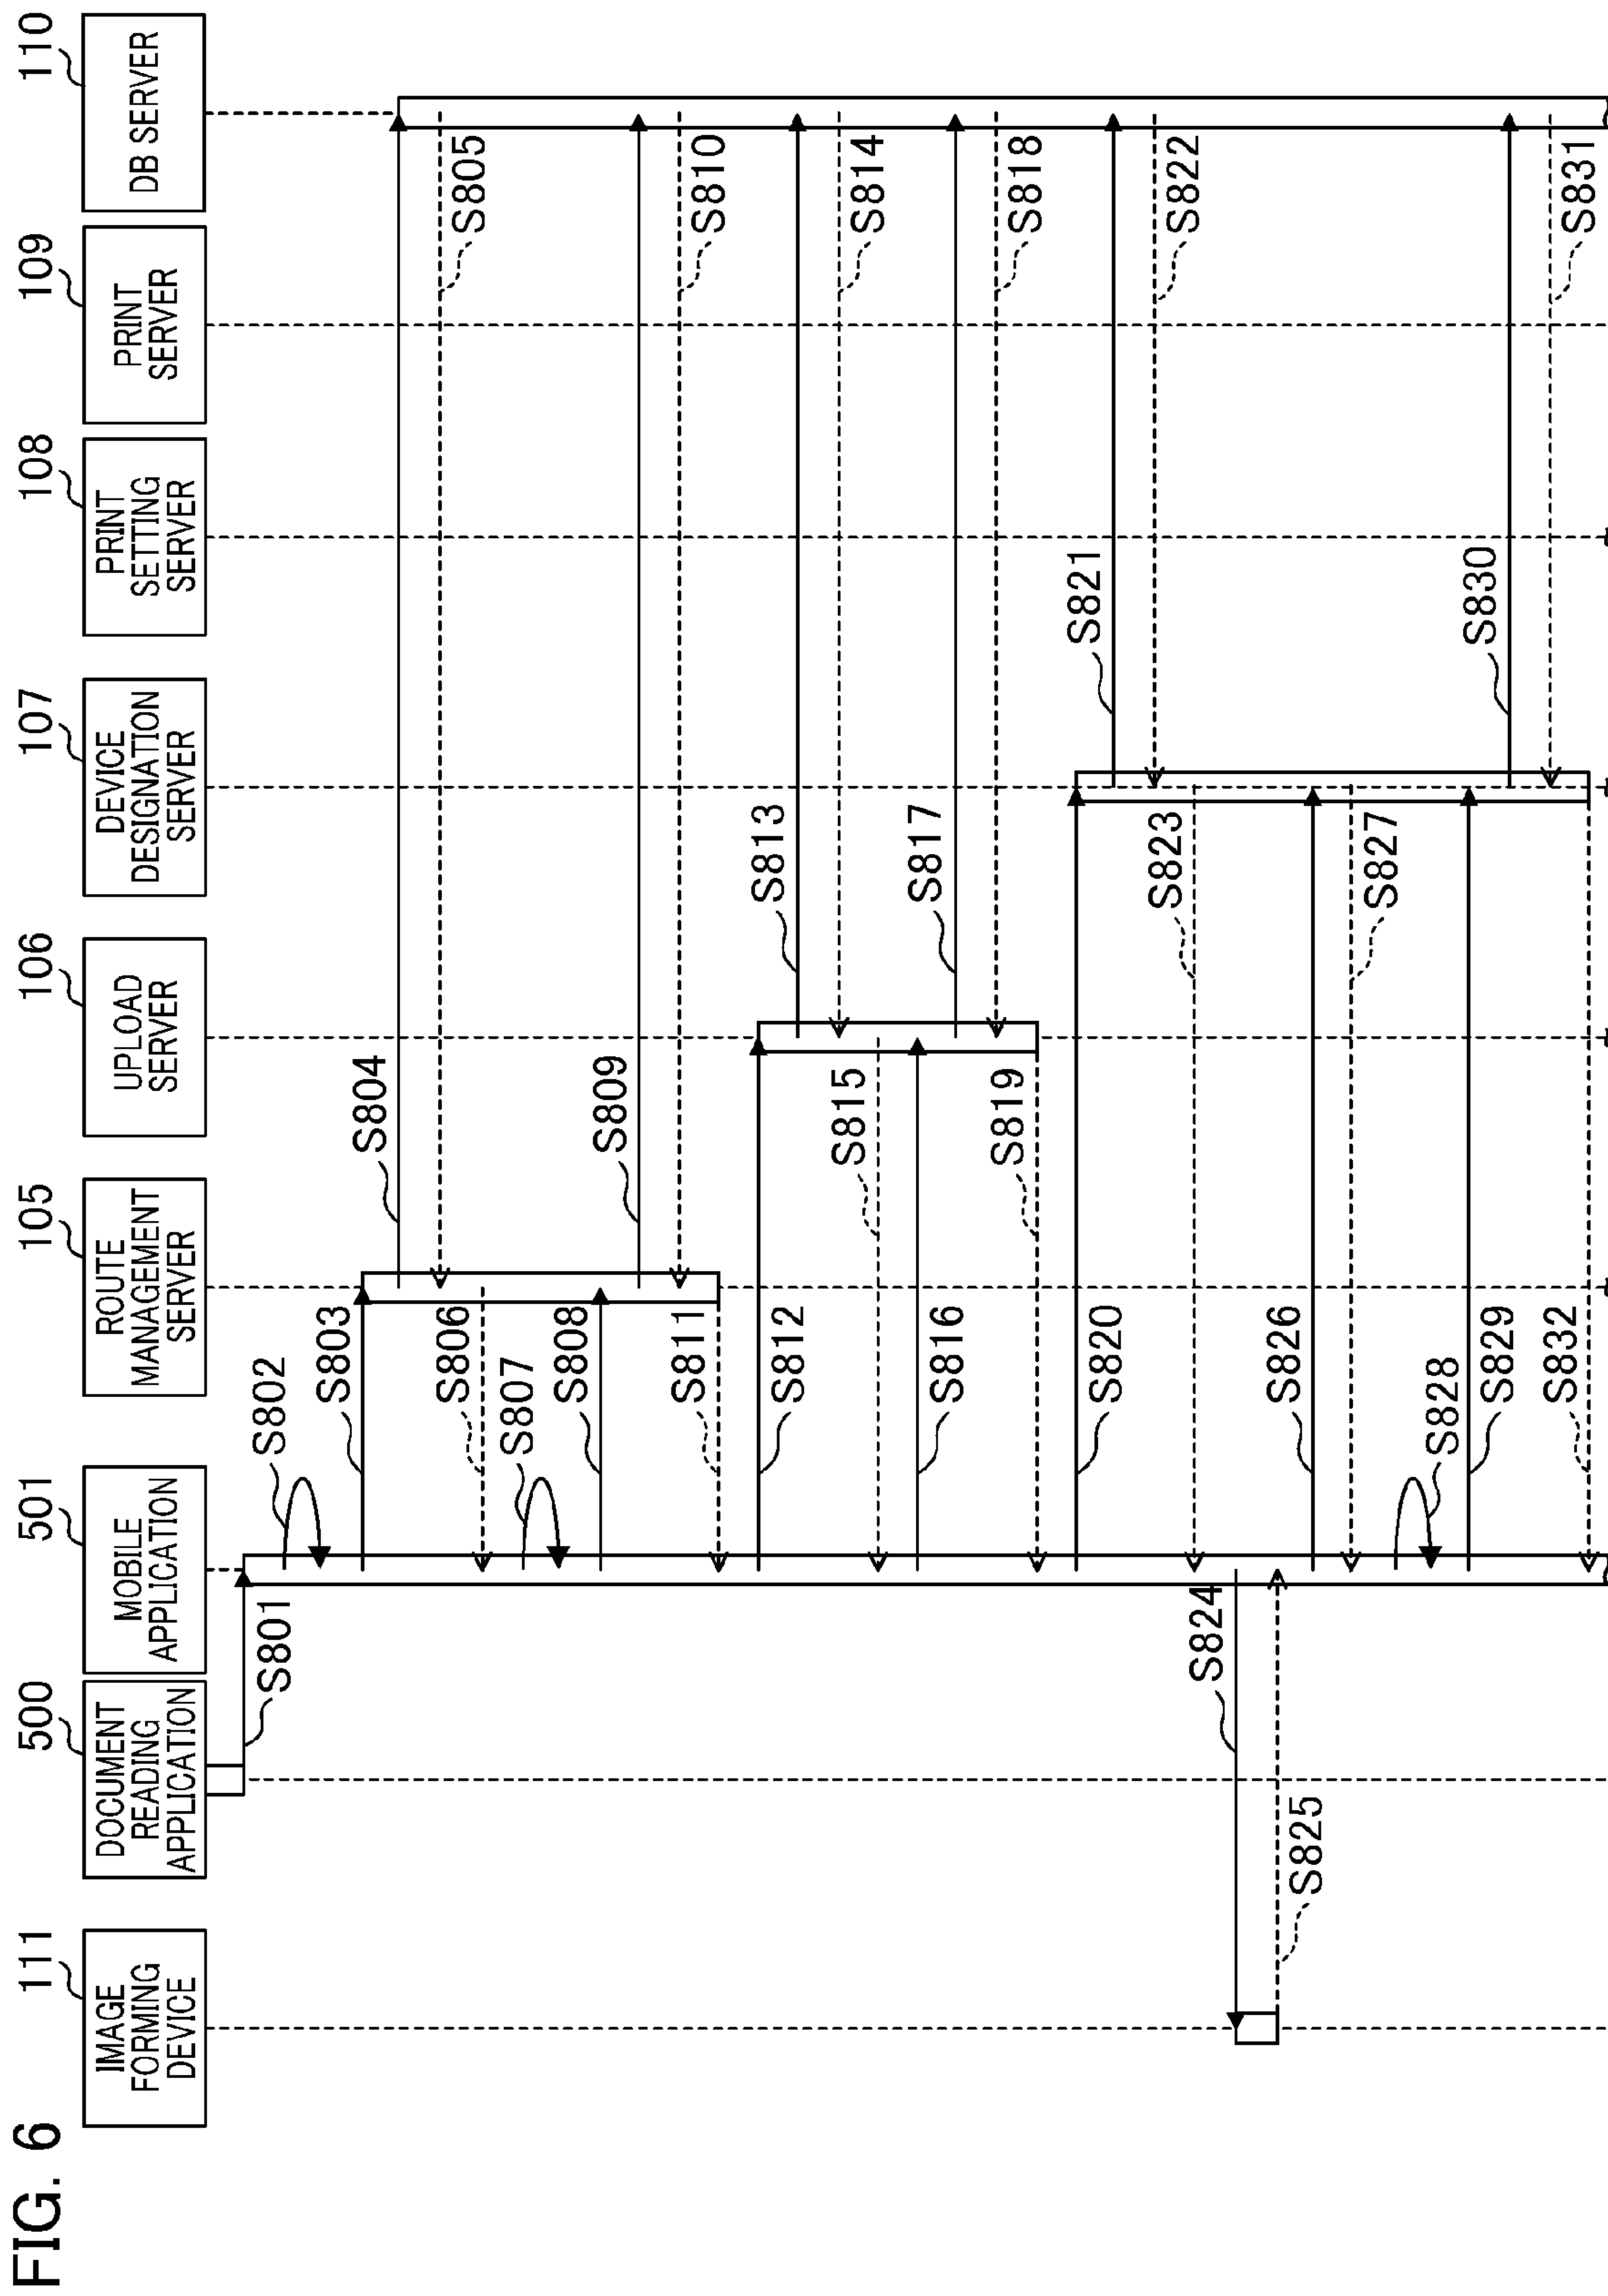 FIG. 6
111
IMAGE
FORMING
DEVICE
500
DOCUMENT
READING
APPLICATION
501
MOBILE
APPLICATION
105
ROUTE
MANAGEMENT
SERVER
106
UPLOAD
SERVER
107
DEVICE
DESIGNATION
SERVER
108
PRINT
SETTING
SERVER
109
PRINT
SERVER
110
DB SERVER
S801
S802
S803
S804
S805
S806
S807
S808
S809
S810
S811
S812
S813
S814
S815
S816
S817
S818
S819
S820
S821
S822
S823
S824
S825
S826
S827
S828
S829
S830
S831
S832